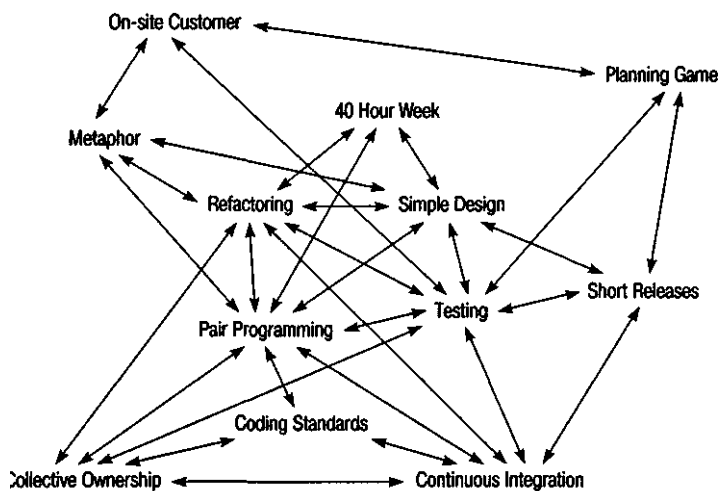 On-site Customer
Planning Game
40 Hour Week
Metaphor
Refactoring
Simple Design
Short Releases
Testing
Pair Programming
Coding Standards
Collective Ownership
Continuous Integration